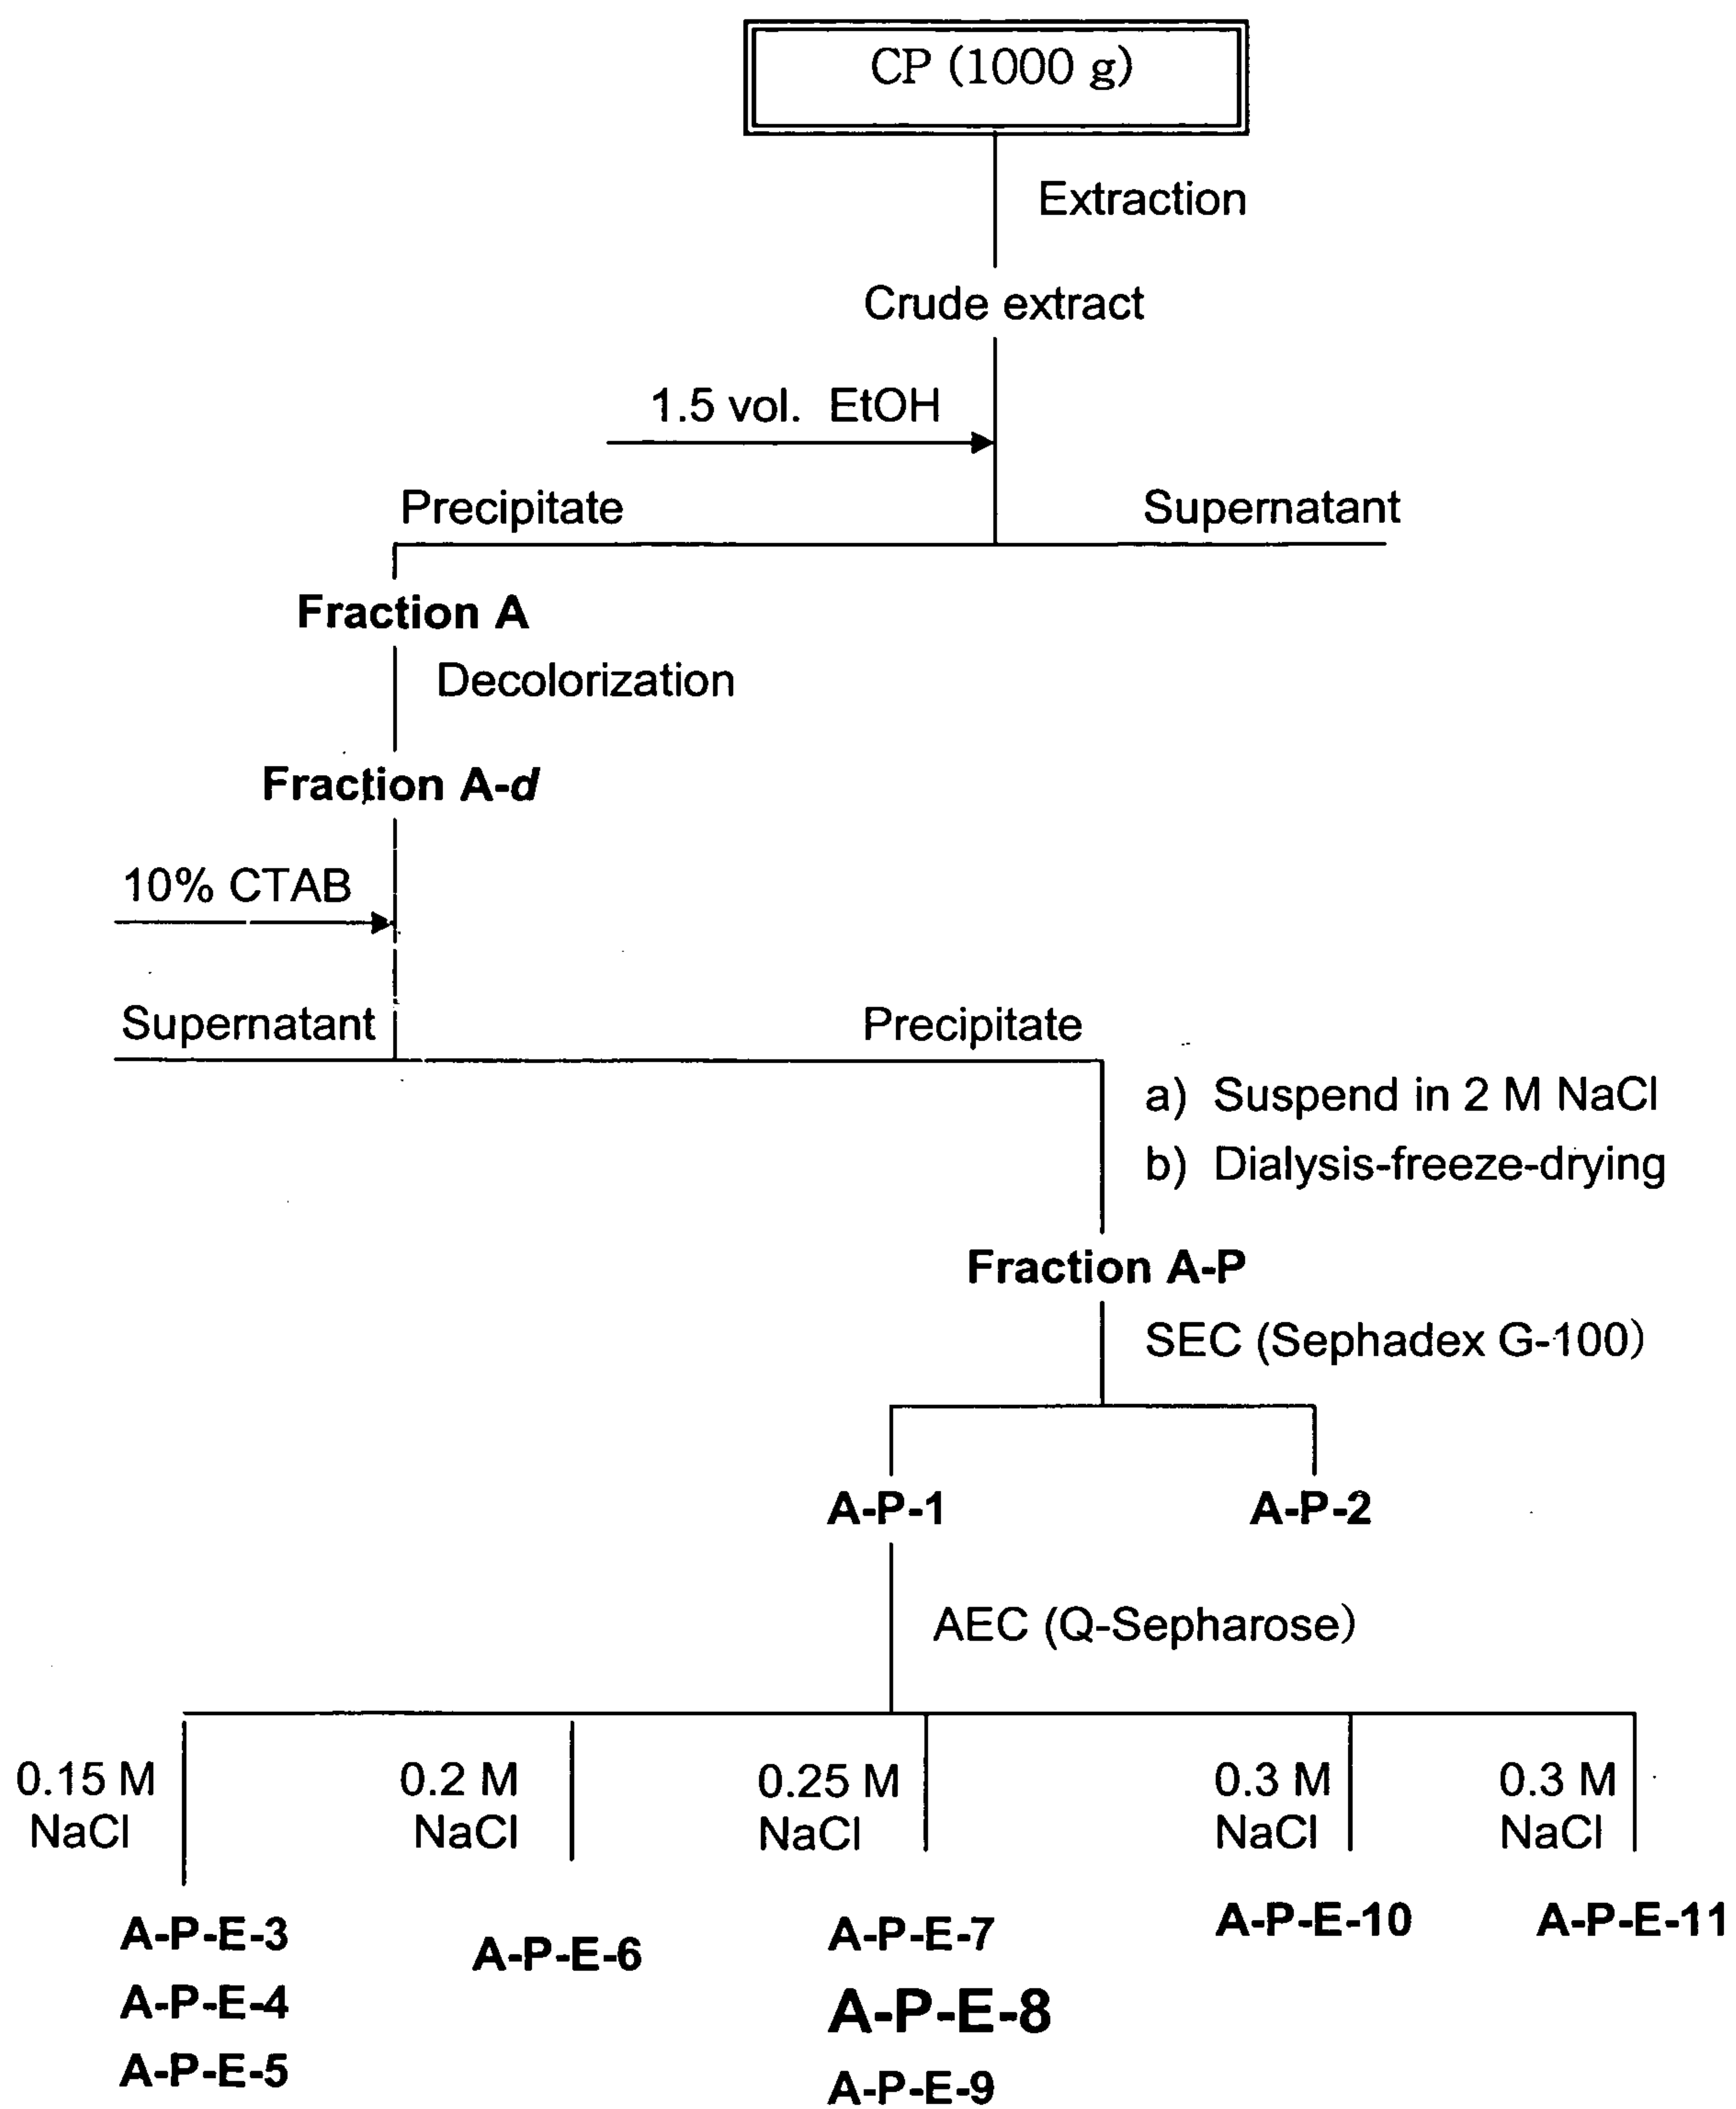 CP (1000 g)
Extraction
Crude extract
1.5 vol. EtOH
Precipitate
Supernatant
Fraction A
Decolorization
Fraction A-d
10% CTAB
Supernatant
Precipitate
a) Suspend in 2 M NaCl
b) Dialysis-freeze-drying
Fraction A-P
SEC (Sephadex G-100)
A-P-1
A-P-2
AEC (Q-Sepharose)
0.15 M
NaCl
0.2 M
NaCl
0.25 M
NaCl
0.3 M
NaCl
0.3 M
NaCl
A-P-E-3
A-P-E-4
A-P-E-5
A-P-E-6
A-P-E-7
A-P-E-8
A-P-E-9
A-P-E-10
A-P-E-11